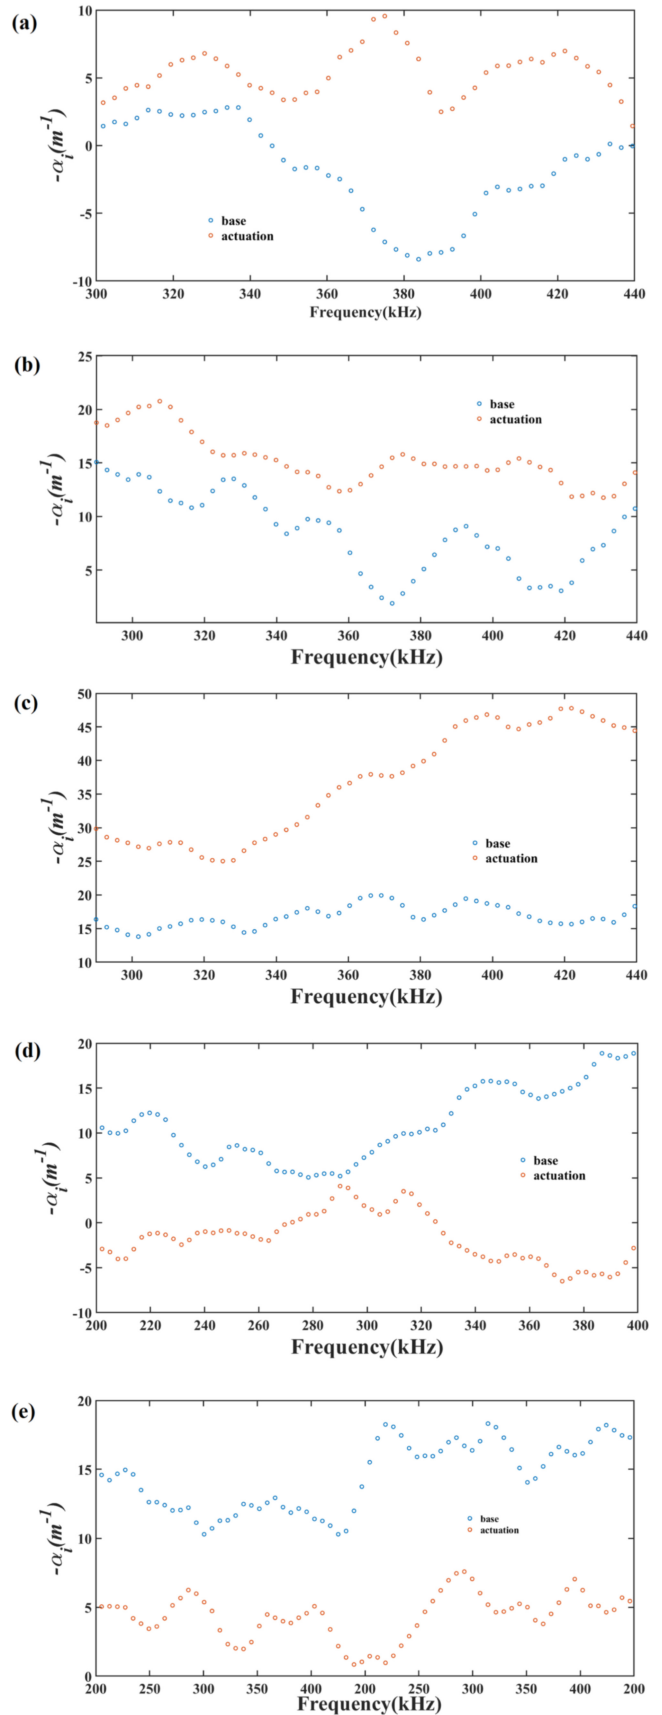 (a)
10
5
0
-5
-10
-αi(m-1)
base
actuation
300 320 340 360 380 400 420 440
Frequency(kHz)
(b)
25
20
15
10
5
-αi(m-1)
base
actuation
300 320 340 360 380 400 420 440
Frequency(kHz)
(c)
50
45
40
35
30
25
20
15
10
-αi(m-1)
base
actuation
300 320 340 360 380 400 420 440
Frequency(kHz)
(d)
20
15
10
5
0
-5
-10
-αi(m-1)
base
actuation
200 220 240 260 280 300 320 340 360 380 400
Frequency(kHz)
(e)
20
15
10
5
0
-αi(m-1)
base
actuation
200 250 300 400 400 200 250 300 400 400 200
Frequency(kHz)